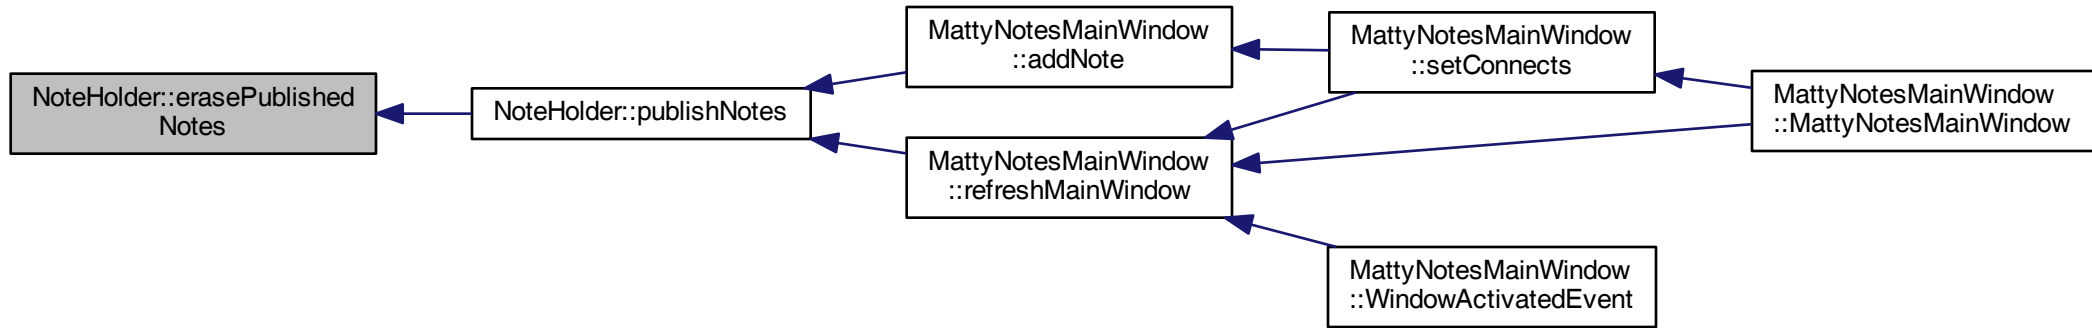 NoteHolder::erasePublished
Notes
NoteHolder::publishNotes
MattyNotesMainWindow
::addNote
MattyNotesMainWindow
::refreshMainWindow
MattyNotesMainWindow
::setConnects
MattyNotesMainWindow
::MattyNotesMainWindow
MattyNotesMainWindow
::WindowActivatedEvent